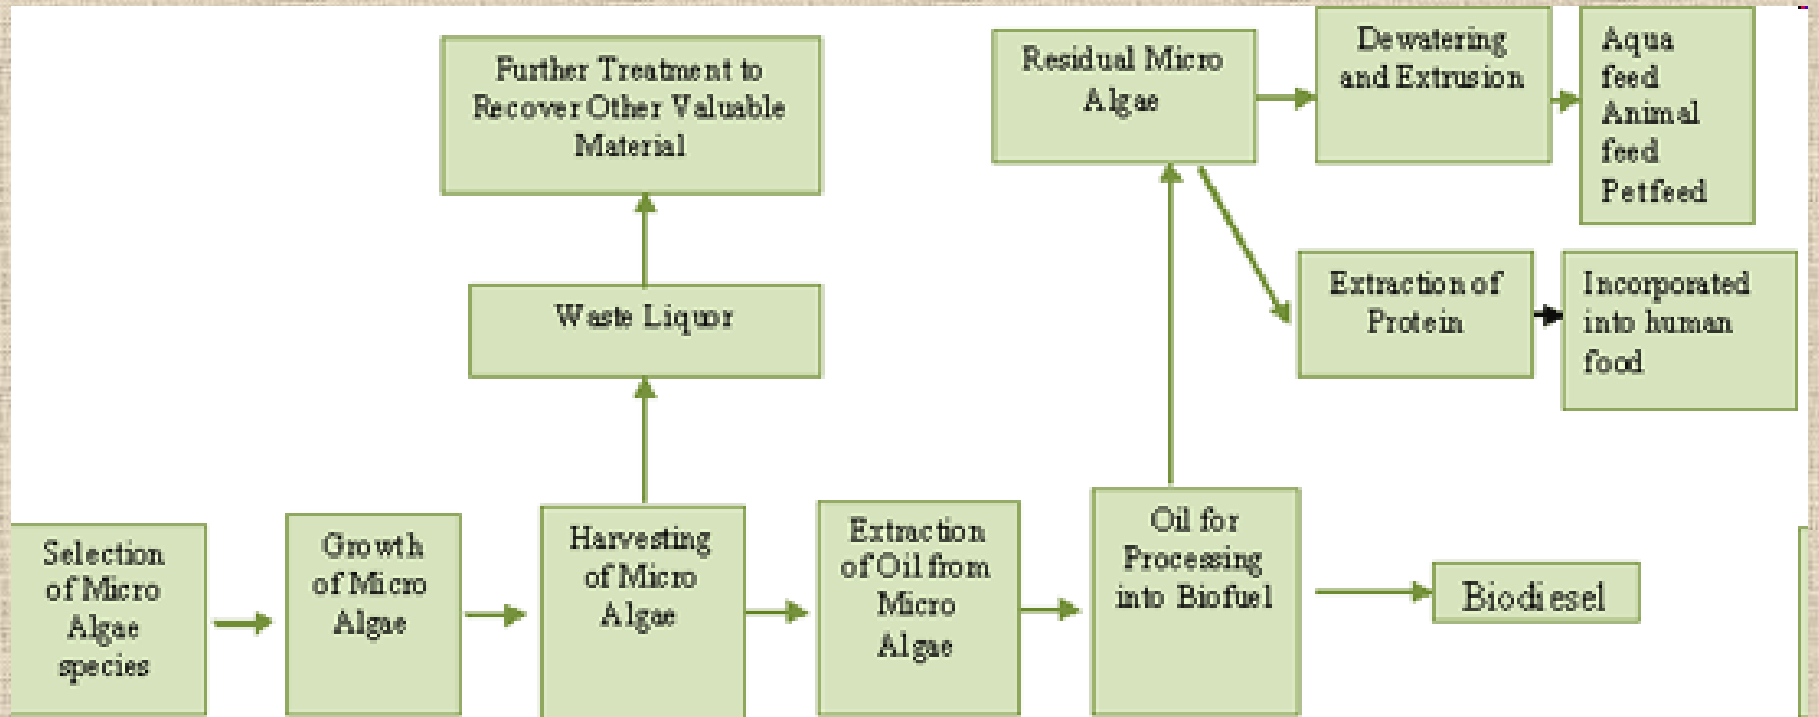 Further Treatment to
Recover Other Valuable
Material
Residual Micro
Algae
Dewatering
and Extrusion
Aqua
feed
Animal
feed
Petfeed
Waste Liquor
Extraction of
Protein
Incorporated
into human
food
Selection
of Micro
Algae
species
Growth
of Micro
Algae
Harvesting
of Micro
Algae
Extraction
of Oil from
Micro
Algae
Oil for
Processing
into Biofuel
Biodiesel